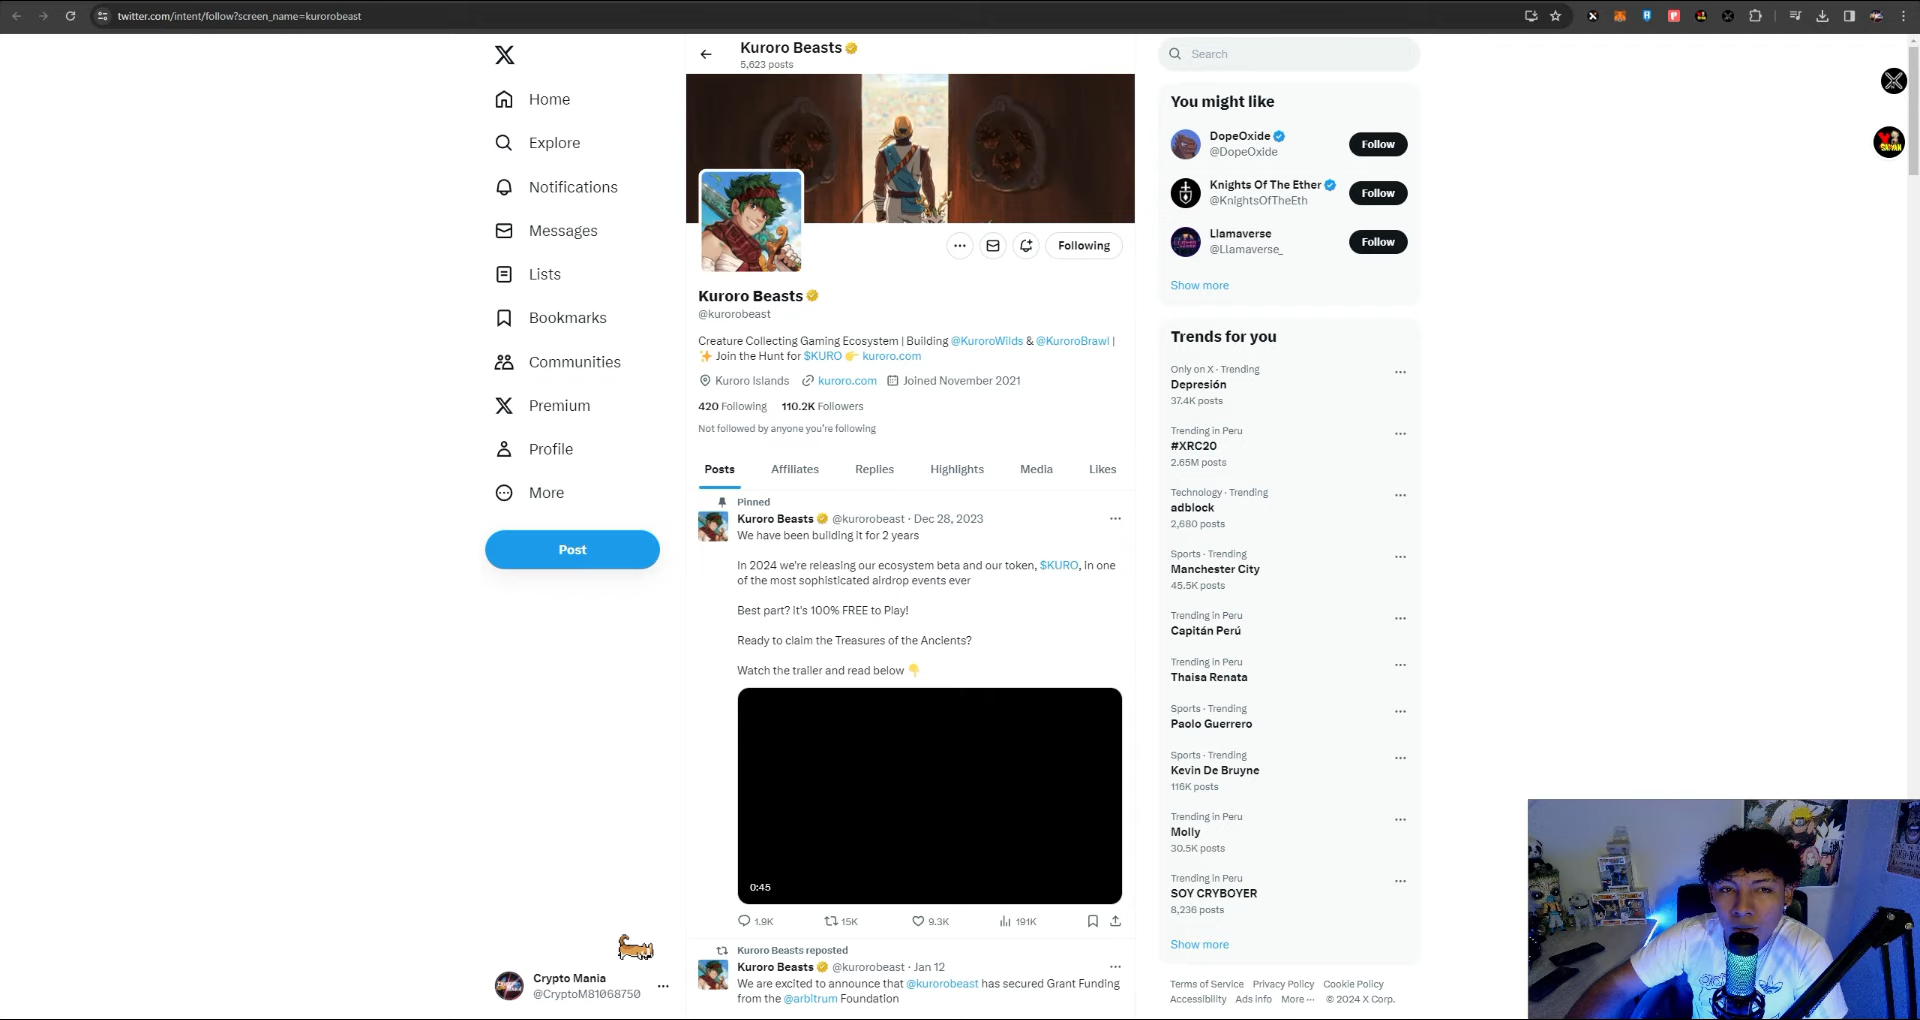 twitter.com/intent/follow?screen_name=kurorobeast
Home
Explore
Notifications
Messages
Lists
Bookmarks
Communities
Premium
Profile
More
Post
Crypto Mania
@CryptoM81068750
Kuroro Beasts
5,623 posts
Following
Kuroro Beasts
@kurorobeast
Creature Collecting Gaming Ecosystem | Building @KuroroWilds & @KuroroBrawl |
✨ Join the Hunt for $KURO 👉 kuroro.com
Kuroro Islands kuroro.com Joined November 2021
420 Following 110.2K Followers
Not followed by anyone you're following
Posts Affiliates Replies Highlights Media Likes
Pinned
Kuroro Beasts @kurorobeast · Dec 28, 2023
We have been building it for 2 years
In 2024 we're releasing our ecosystem beta and our token, $KURO, in one
of the most sophisticated airdrop events ever
Best part? It's 100% FREE to Play!
Ready to claim the Treasures of the Ancients?
Watch the trailer and read below 👇
0:45
1.9K 15K 9.3K 191K
Kuroro Beasts reposted
Kuroro Beasts @kurorobeast · Jan 12
We are excited to announce that @kurorobeast has secured Grant Funding
from the @arbitrum Foundation
Search
You might like
DopeOxide
@DopeOxide
Follow
Knights Of The Ether
@KnightsOfTheEth
Follow
Llamaverse
@Llamaverse_
Follow
Show more
Trends for you
Only on X · Trending
Depresión
37.4K posts
Trending in Peru
#XRC20
2.65M posts
Technology · Trending
adblock
2,680 posts
Sports · Trending
Manchester City
45.5K posts
Trending in Peru
Capitán Perú
Trending in Peru
Thaisa Renata
Sports · Trending
Paolo Guerrero
Sports · Trending
Kevin De Bruyne
116K posts
Trending in Peru
Molly
30.5K posts
Trending in Peru
SOY CRYBOYER
8,236 posts
Show more
Terms of Service Privacy Policy Cookie Policy
Accessibility Ads info More ··· © 2024 X Corp.